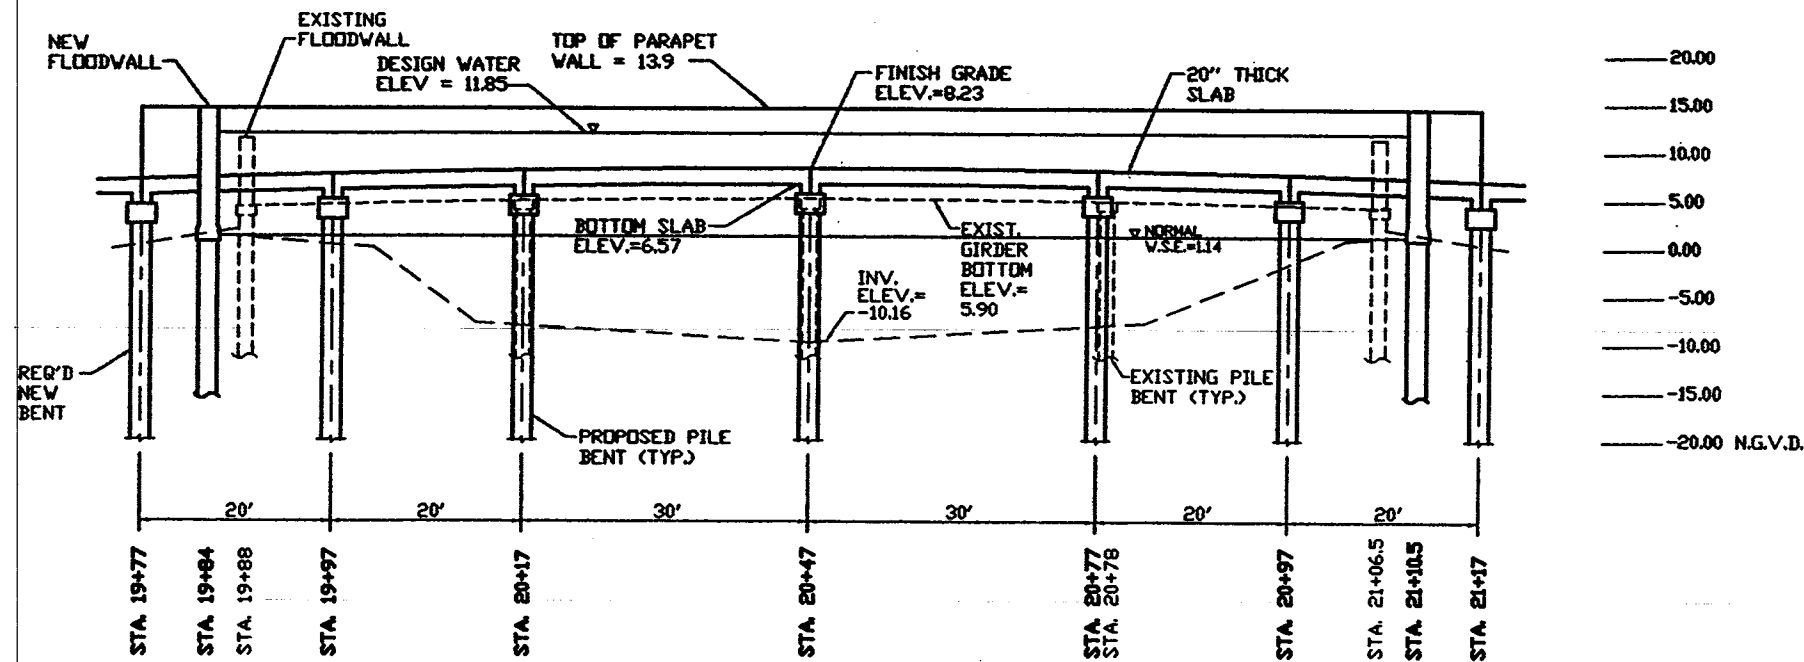 EXISTING
FLOODWALL
NEW
FLOODWALL
DESIGN WATER
ELEV = 11.85
TOP OF PARAPET
WALL = 13.9
FINISH GRADE
ELEV.=8.23
20" THICK
SLAB
20.00
15.00
10.00
5.00
0.00
-5.00
-10.00
-15.00
-20.00 N.G.V.D.
BOTTOM SLAB
ELEV.=6.57
EXIST.
GIRDER
BOTTOM
ELEV.=
5.90
NORMAL
W.S.E.=1.14
INV.
ELEV.=
-10.16
REQ'D
NEW
BENT
EXISTING PILE
BENT (TYP.)
PROPOSED PILE
BENT (TYP.)
20'
20'
30'
30'
20'
20'
STA. 19+77
STA. 19+84
STA. 19+88
STA. 19+97
STA. 20+17
STA. 20+47
STA. 20+77
STA. 20+78
STA. 20+97
STA. 21+06.5
STA. 21+10.5
STA. 21+17